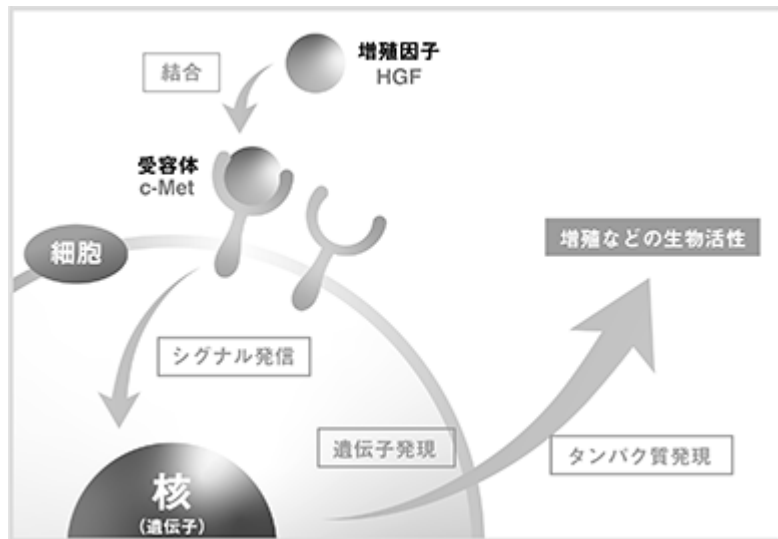 増殖因子
HGF
結合
受容体
c-Met
細胞
増殖などの生物活性
シグナル発信
遺伝子発現
タンパク質発現
核
(遺伝子)